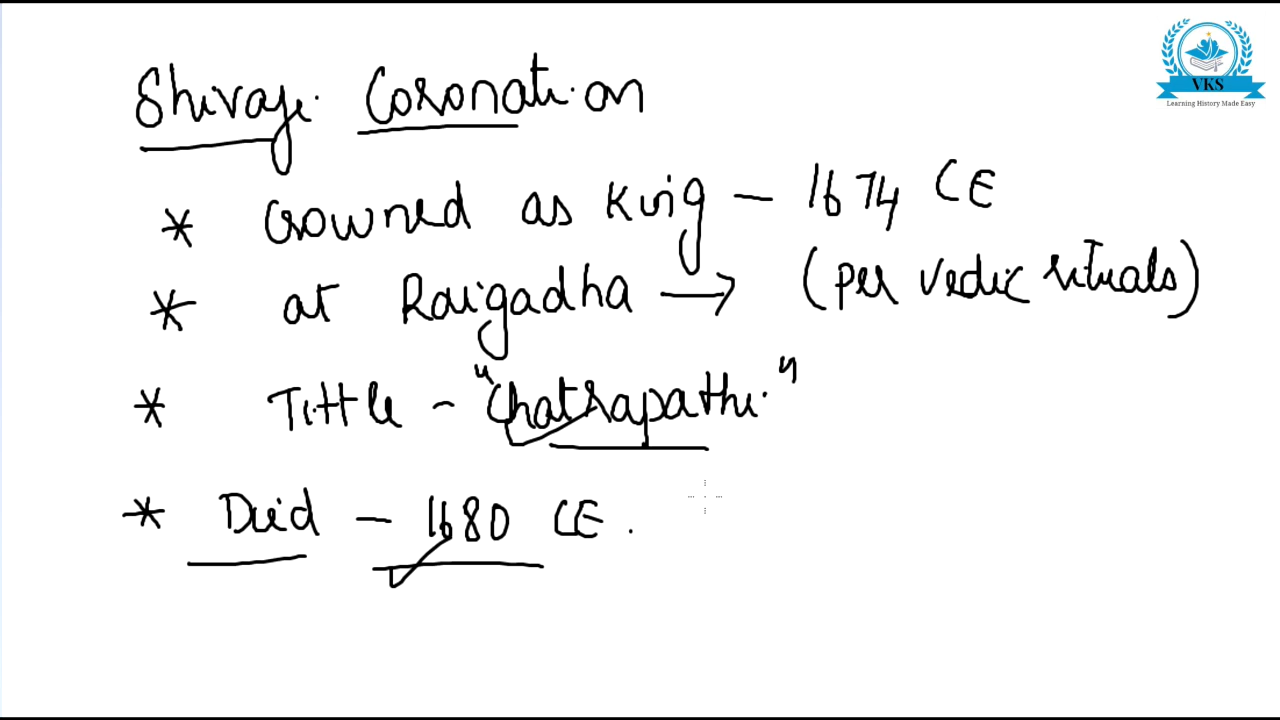 VKS
Learning History Made Easy
Shivaji Coronation
* Crowned as King - 1674 CE
* at Raigadha → (per vedic rituals)
* Tittle - "Chatrapathi"
* Died - 1680 CE.